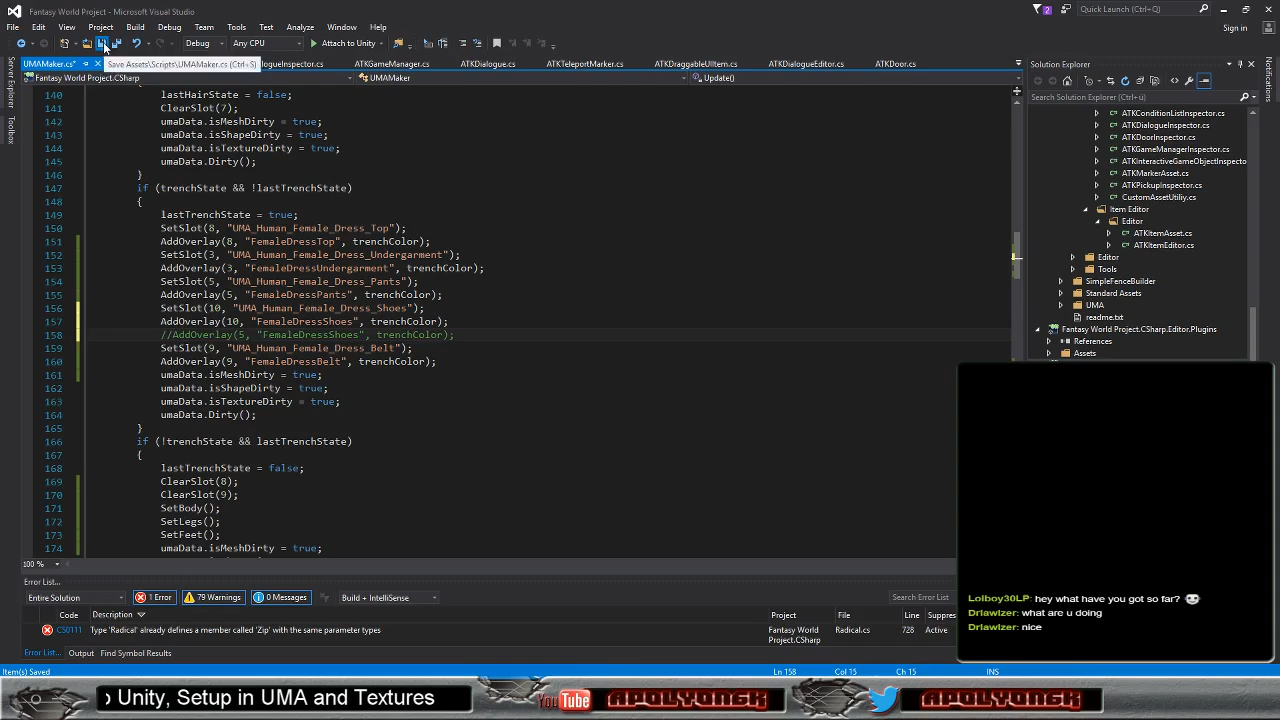 Fantasy World Project - Microsoft Visual Studio
2
Quick Launch (Ctrl+Q)
File Edit View Project Build Debug Team Tools Test Analyze Window Help
Sign in
Debug Any CPU Attach to Unity
UMAMaker.cs* Save Assets\Scripts\UMAMaker.cs (Ctrl+S) ogueInspector.cs ATKGameManager.cs ATKDialogue.cs ATKTeleportMarker.cs ATKDraggableUIItem.cs ATKDialogueEditor.cs ATKDoor.cs
Fantasy World Project.CSharp UMAMaker Update()
140 lastHairState = false;
141 ClearSlot(7);
142 umaData.isMeshDirty = true;
143 umaData.isShapeDirty = true;
144 umaData.isTextureDirty = true;
145 umaData.Dirty();
146 }
147 if (trenchState && !lastTrenchState)
148 {
149 lastTrenchState = true;
150 SetSlot(8, "UMA_Human_Female_Dress_Top");
151 AddOverlay(8, "FemaleDressTop", trenchColor);
152 SetSlot(3, "UMA_Human_Female_Dress_Undergarment");
153 AddOverlay(3, "FemaleDressUndergarment", trenchColor);
154 SetSlot(5, "UMA_Human_Female_Dress_Pants");
155 AddOverlay(5, "FemaleDressPants", trenchColor);
156 SetSlot(10, "UMA_Human_Female_Dress_Shoes");
157 AddOverlay(10, "FemaleDressShoes", trenchColor);
158 //AddOverlay(5, "FemaleDressShoes", trenchColor);
159 SetSlot(9, "UMA_Human_Female_Dress_Belt");
160 AddOverlay(9, "FemaleDressBelt", trenchColor);
161 umaData.isMeshDirty = true;
162 umaData.isShapeDirty = true;
163 umaData.isTextureDirty = true;
164 umaData.Dirty();
165 }
166 if (!trenchState && lastTrenchState)
167 {
168 lastTrenchState = false;
169 ClearSlot(8);
170 ClearSlot(9);
171 SetBody();
172 SetLegs();
173 SetFeet();
174 umaData.isMeshDirty = true;
100 %
Server Explorer
Toolbox
Notifications
Solution Explorer
Search Solution Explorer (Ctrl+ü)
ATKConditionListInspector.cs
ATKDialogueInspector.cs
ATKDoorInspector.cs
ATKGameManagerInspector.cs
ATKInteractiveGameObjectInspecto
ATKMarkerAsset.cs
ATKPickupInspector.cs
CustomAssetUtiliy.cs
Item Editor
Editor
ATKItemAsset.cs
ATKItemEditor.cs
Editor
Tools
SimpleFenceBuilder
Standard Assets
UMA
readme.txt
Fantasy World Project.CSharp.Editor.Plugins
References
Assets
Error List...
Entire Solution 1 Error 79 Warnings 0 Messages Build + IntelliSense Search Error List
Code Description Project File Line Suppres
CS0111 Type 'Radical' already defines a member called 'Zip' with the same parameter types Fantasy World Project.CSharp Radical.cs 728 Active
Error List... Output Find Symbol Results
Item(s) Saved Ln 158 Col 15 Ch 15 INS
Lolboy30LP: hey what have you got so far?
Drlawlzer: what are u doing
Drlawlzer: nice
o Unity, Setup in UMA and Textures
YouTube APOLYONGK APOLYONGK